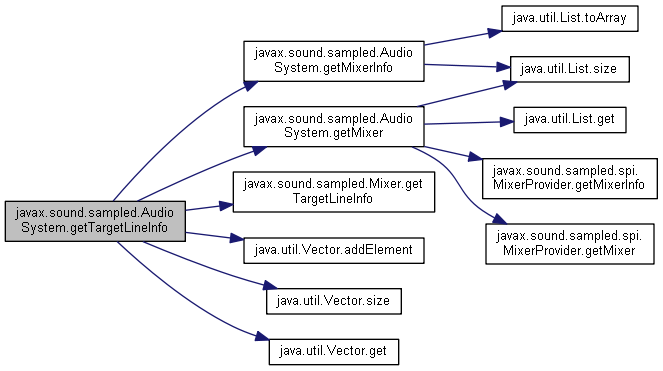 javax.sound.sampled.Audio
System.getTargetLineInfo
javax.sound.sampled.Audio
System.getMixerInfo
javax.sound.sampled.Audio
System.getMixer
javax.sound.sampled.Mixer.get
TargetLineInfo
java.util.Vector.addElement
java.util.Vector.size
java.util.Vector.get
java.util.List.toArray
java.util.List.size
java.util.List.get
javax.sound.sampled.spi.
MixerProvider.getMixerInfo
javax.sound.sampled.spi.
MixerProvider.getMixer